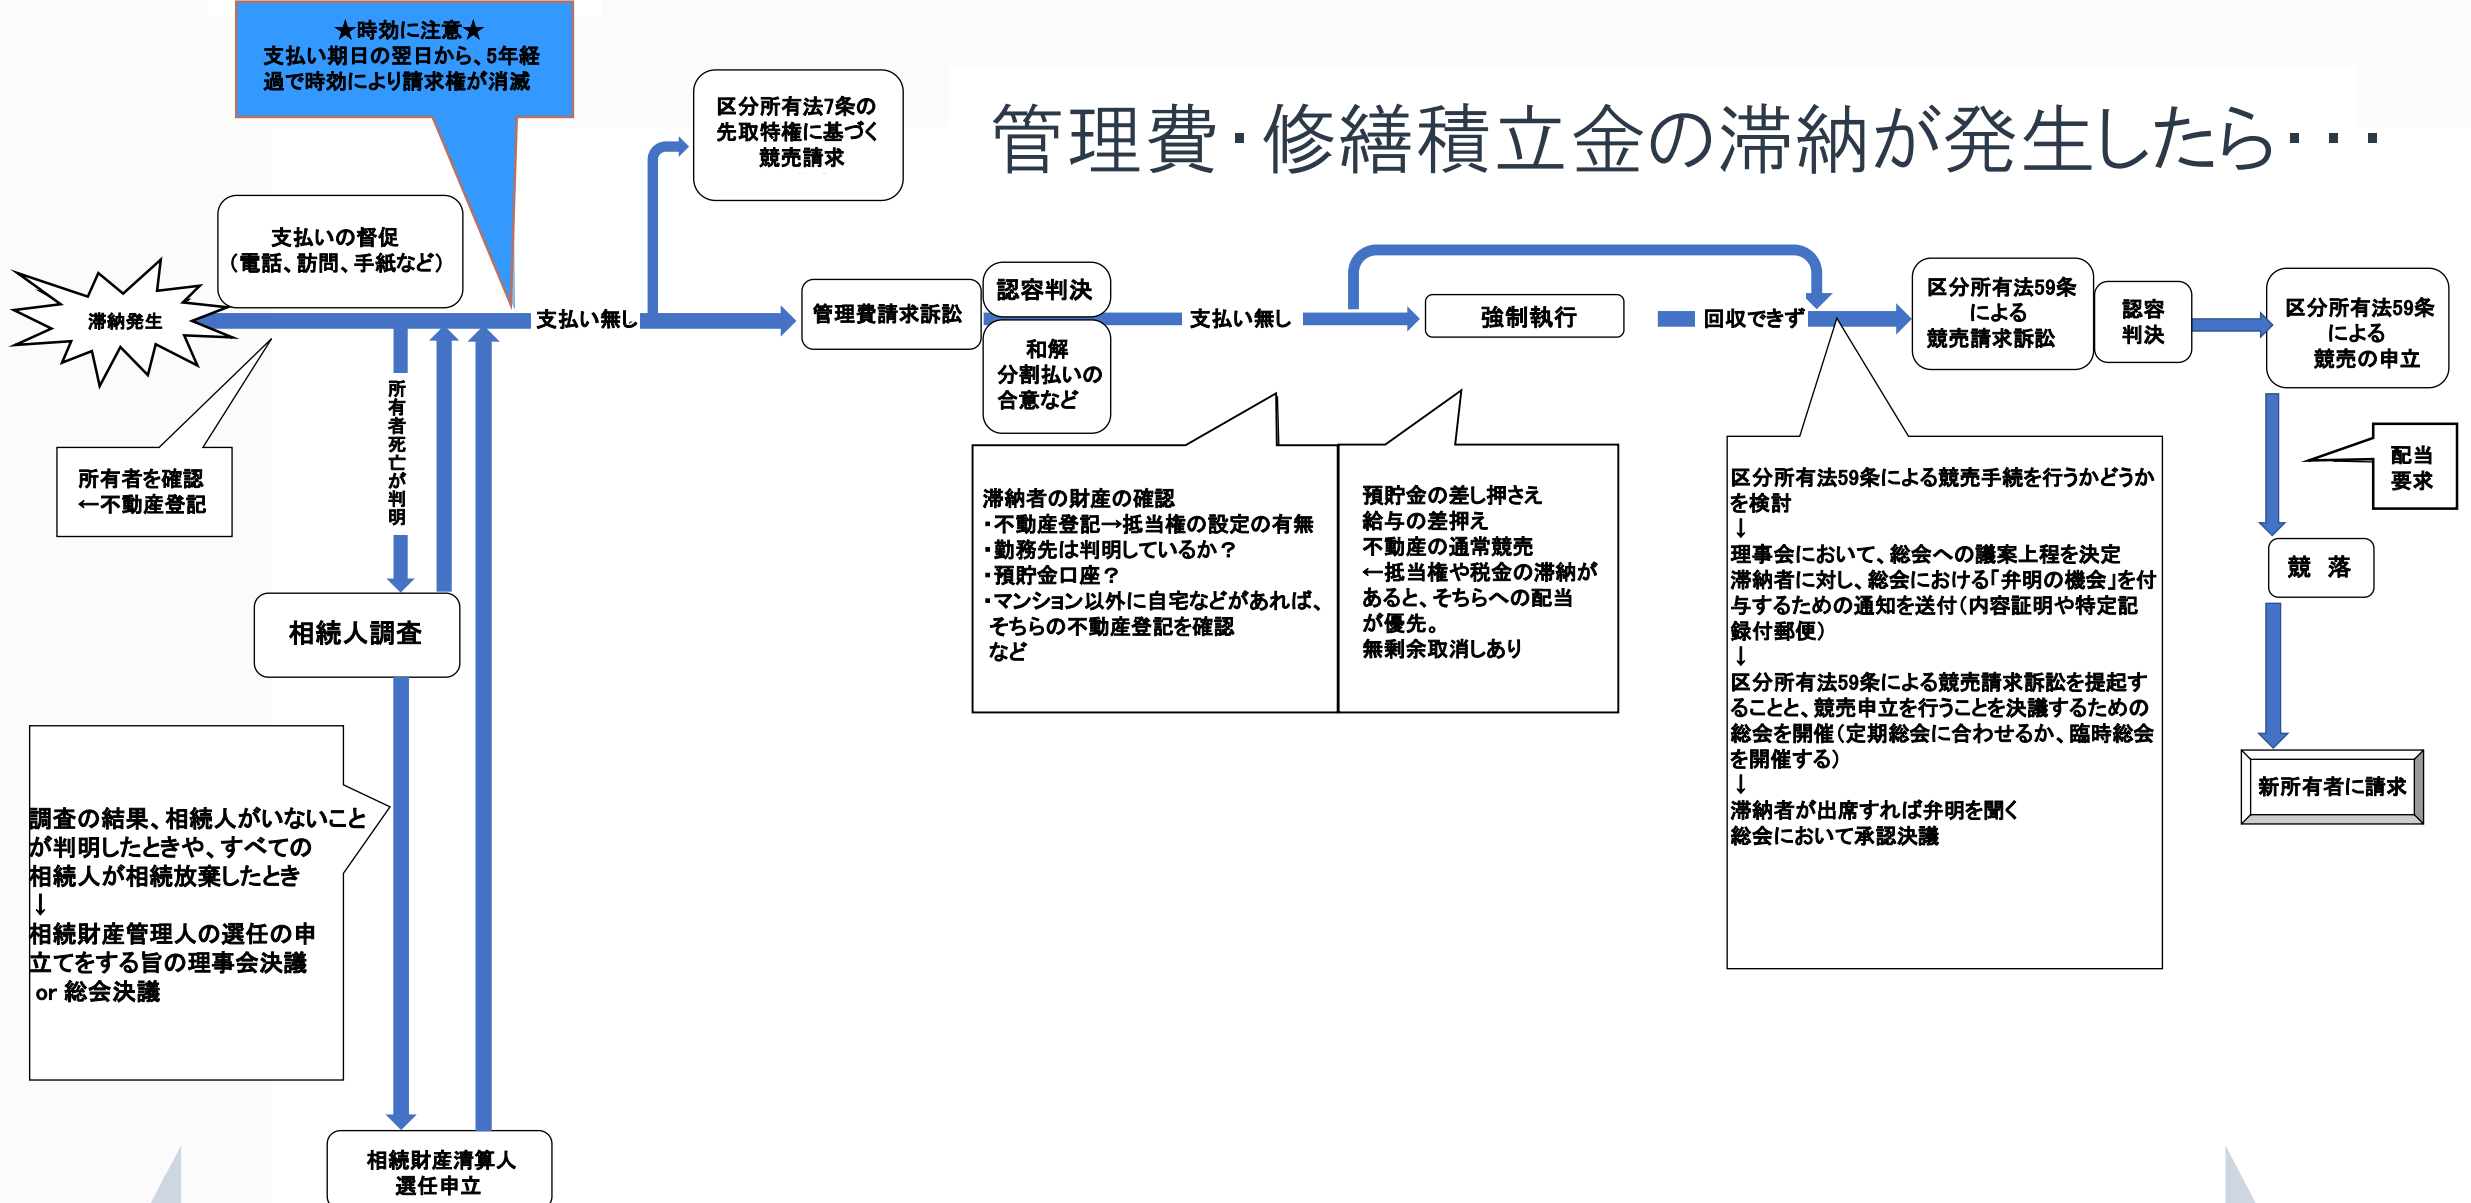 ★時効に注意★
支払い期日の翌日から、5年経
過で時効により請求権が消滅
区分所有法7条の
先取特権に基づく
競売請求
管理費・修繕積立金の滞納が発生したら・・・
支払いの督促
（電話、訪問、手紙など）
滞納発生
支払い無し
管理費請求訴訟
認容判決
和解
分割払いの
合意など
支払い無し
強制執行
回収できず
区分所有法59条
による
競売請求訴訟
認容
判決
区分所有法59条
による
競売の申立
所有者を確認
←不動産登記
所有者死亡が判明
相続人調査
滞納者の財産の確認
・不動産登記→抵当権の設定の有無
・勤務先は判明しているか？
・預貯金口座？
・マンション以外に自宅などがあれば、
そちらの不動産登記を確認
など
預貯金の差し押さえ
給与の差押え
不動産の通常競売
←抵当権や税金の滞納が
あると、そちらへの配当
が優先。
無剰余取消しあり
区分所有法59条による競売手続を行うかどうか
を検討
↓
理事会において、総会への議案上程を決定
滞納者に対し、総会における「弁明の機会」を付
与するための通知を送付（内容証明や特定記
録付郵便）
↓
区分所有法59条による競売請求訴訟を提起す
ることと、競売申立を行うことを決議するための
総会を開催（定期総会に合わせるか、臨時総会
を開催する）
↓
滞納者が出席すれば弁明を聞く
総会において承認決議
配当
要求
競　落
新所有者に請求
調査の結果、相続人がいないこと
が判明したときや、すべての
相続人が相続放棄したとき
↓
相続財産管理人の選任の申
立てをする旨の理事会決議
or 総会決議
相続財産清算人
選任申立